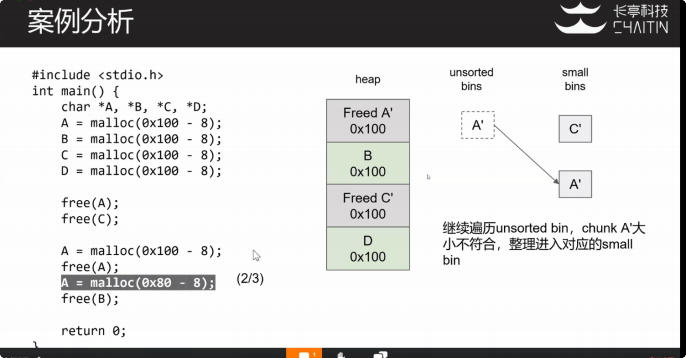 案例分析
长亭科技
CHAITIN
#include <stdio.h>
int main() {
char *A, *B, *C, *D;
A = malloc(0x100 - 8);
B = malloc(0x100 - 8);
C = malloc(0x100 - 8);
D = malloc(0x100 - 8);
free(A);
free(C);
A = malloc(0x100 - 8);
free(A);
A = malloc(0x80 - 8);
(2/3)
free(B);
return 0;
}
heap
Freed A'
0x100
B
0x100
Freed C'
0x100
D
0x100
unsorted
bins
A'
small
bins
C'
A'
继续遍历unsorted bin，chunk A'大
小不符合，整理进入对应的small
bin